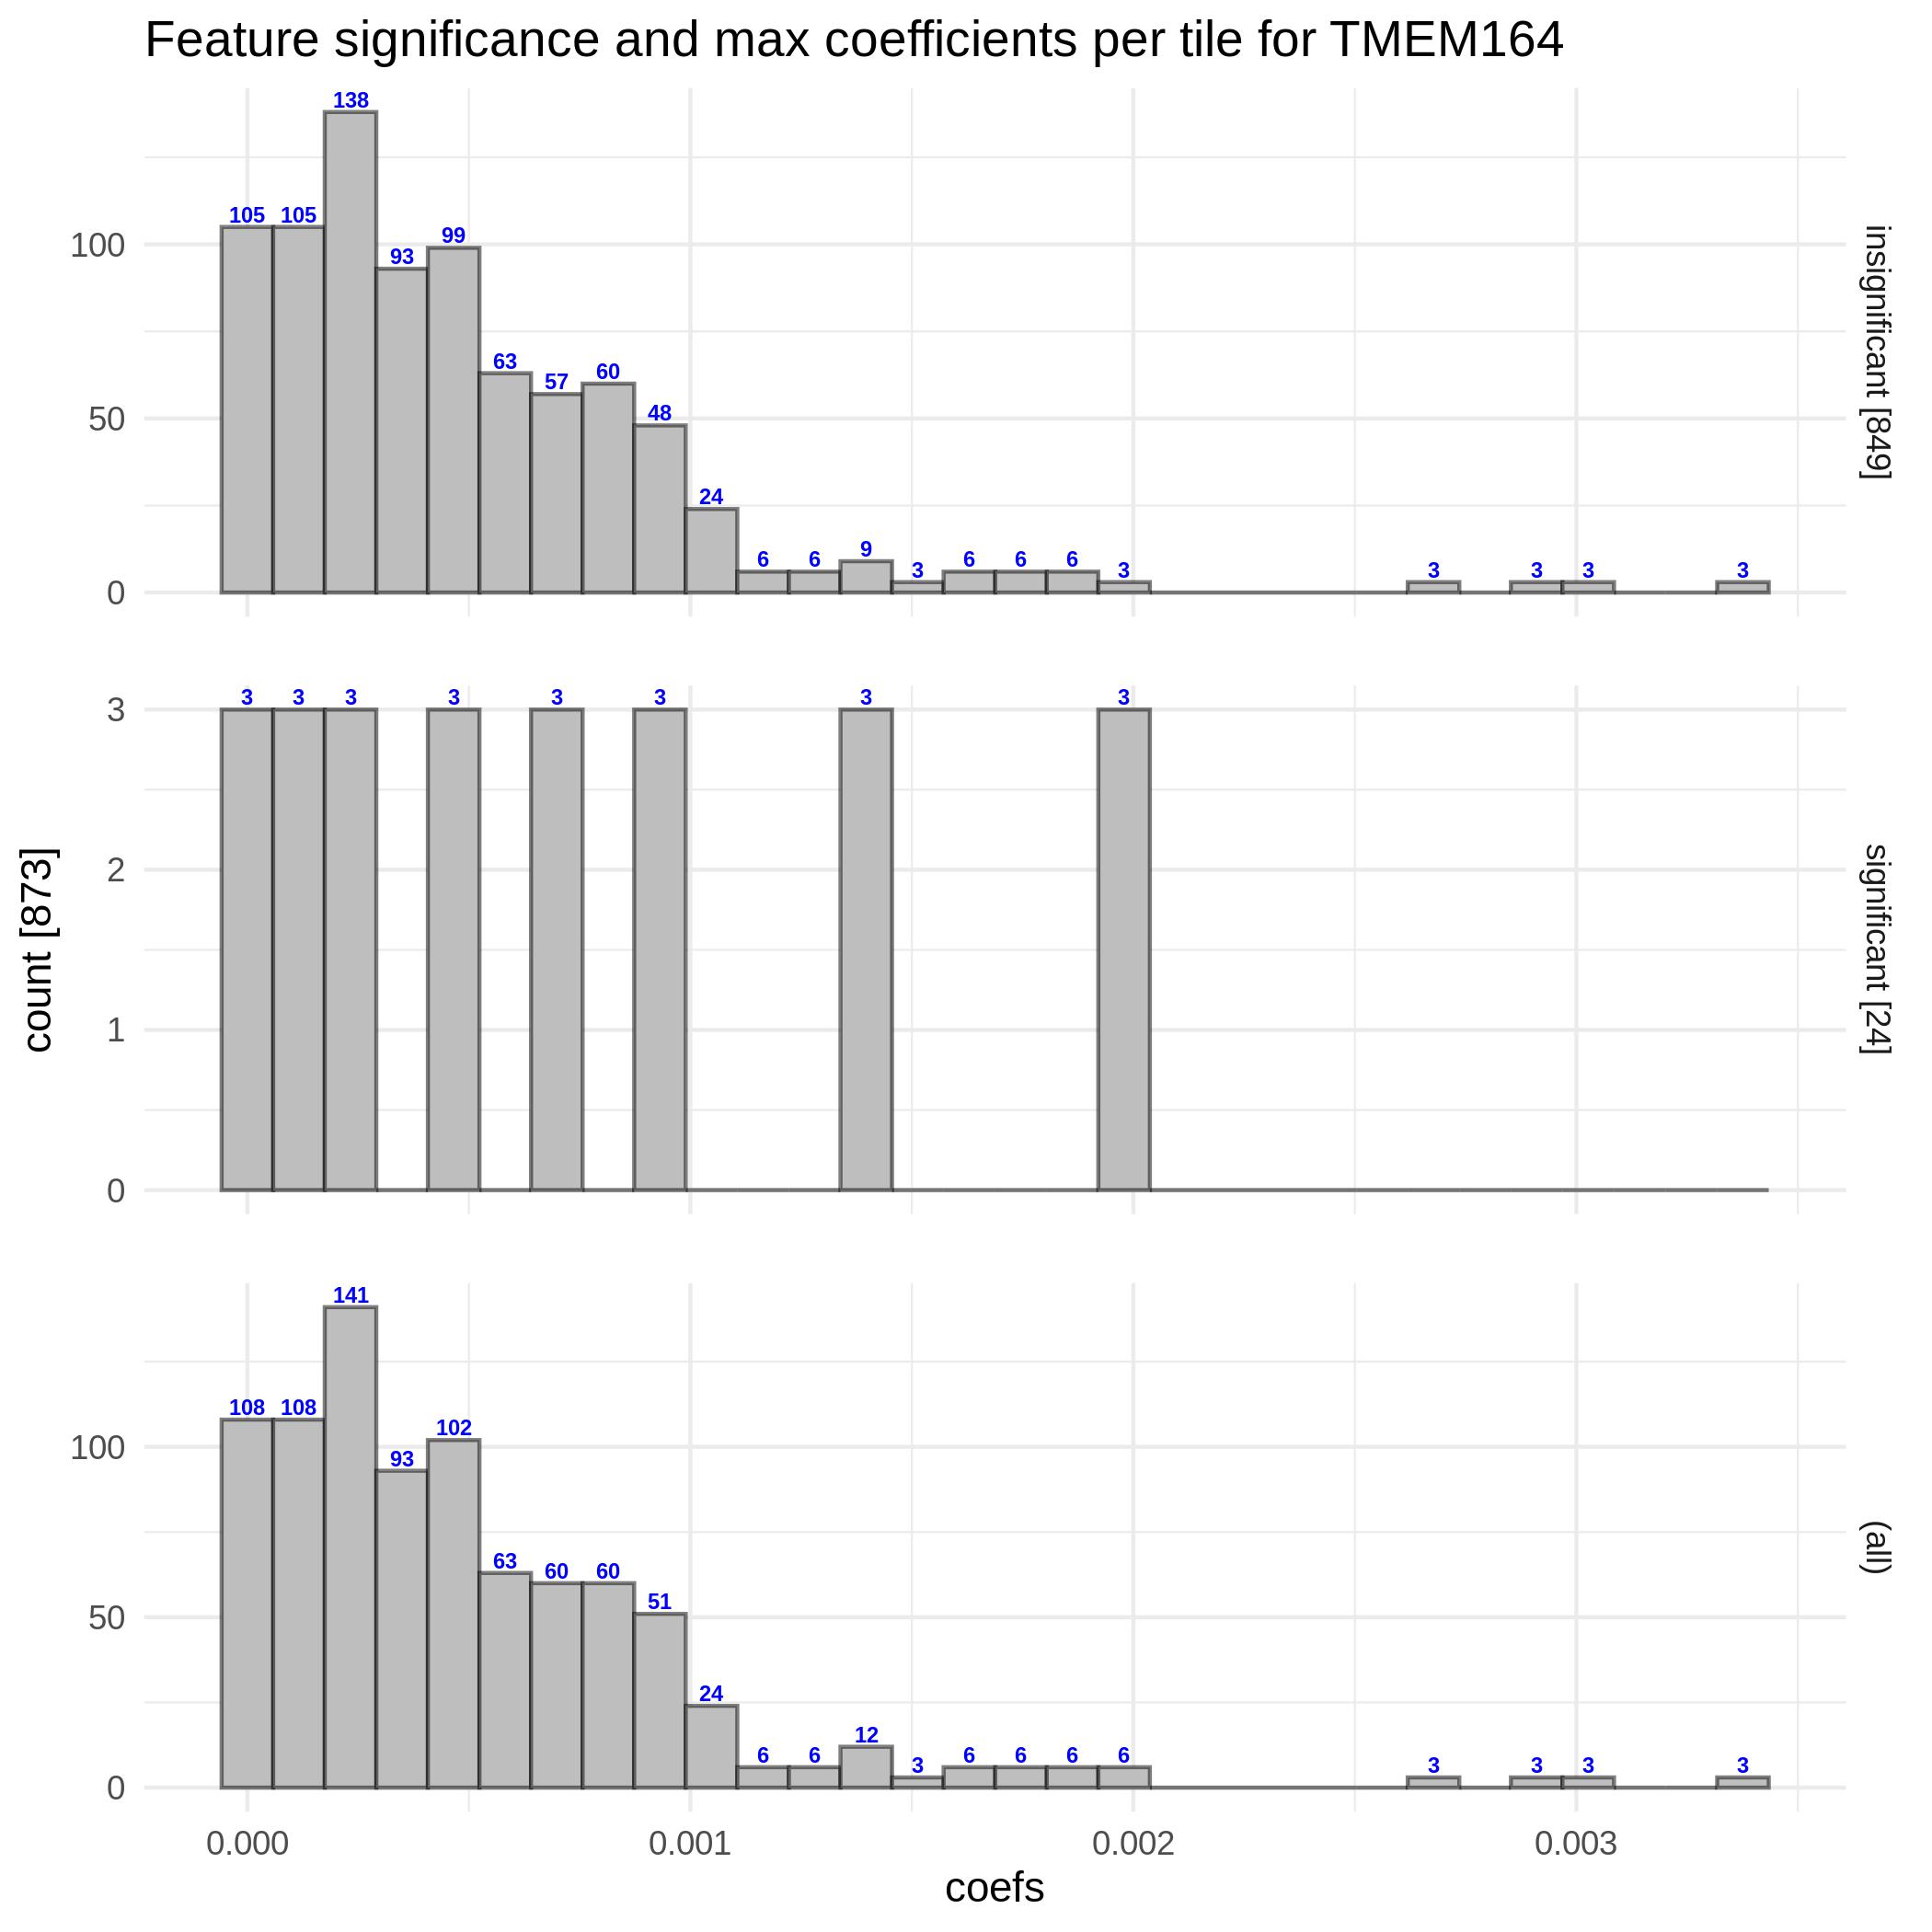 Feature significance and max coefficients per tile for TMEM164
138
105 105
99
93
63
57
60
48
24
6 6 9 3 6 6 6 3 3 3 3 3
100
50
0
insignificant [849]
3 3 3 3 3 3 3 3
3
2
1
0
significant [24]
count [873]
141
108 108
102
93
63 60 60
51
24
6 6 12 3 6 6 6 6 3 3 3 3
100
50
0
(all)
0.000 0.001 0.002 0.003
coefs